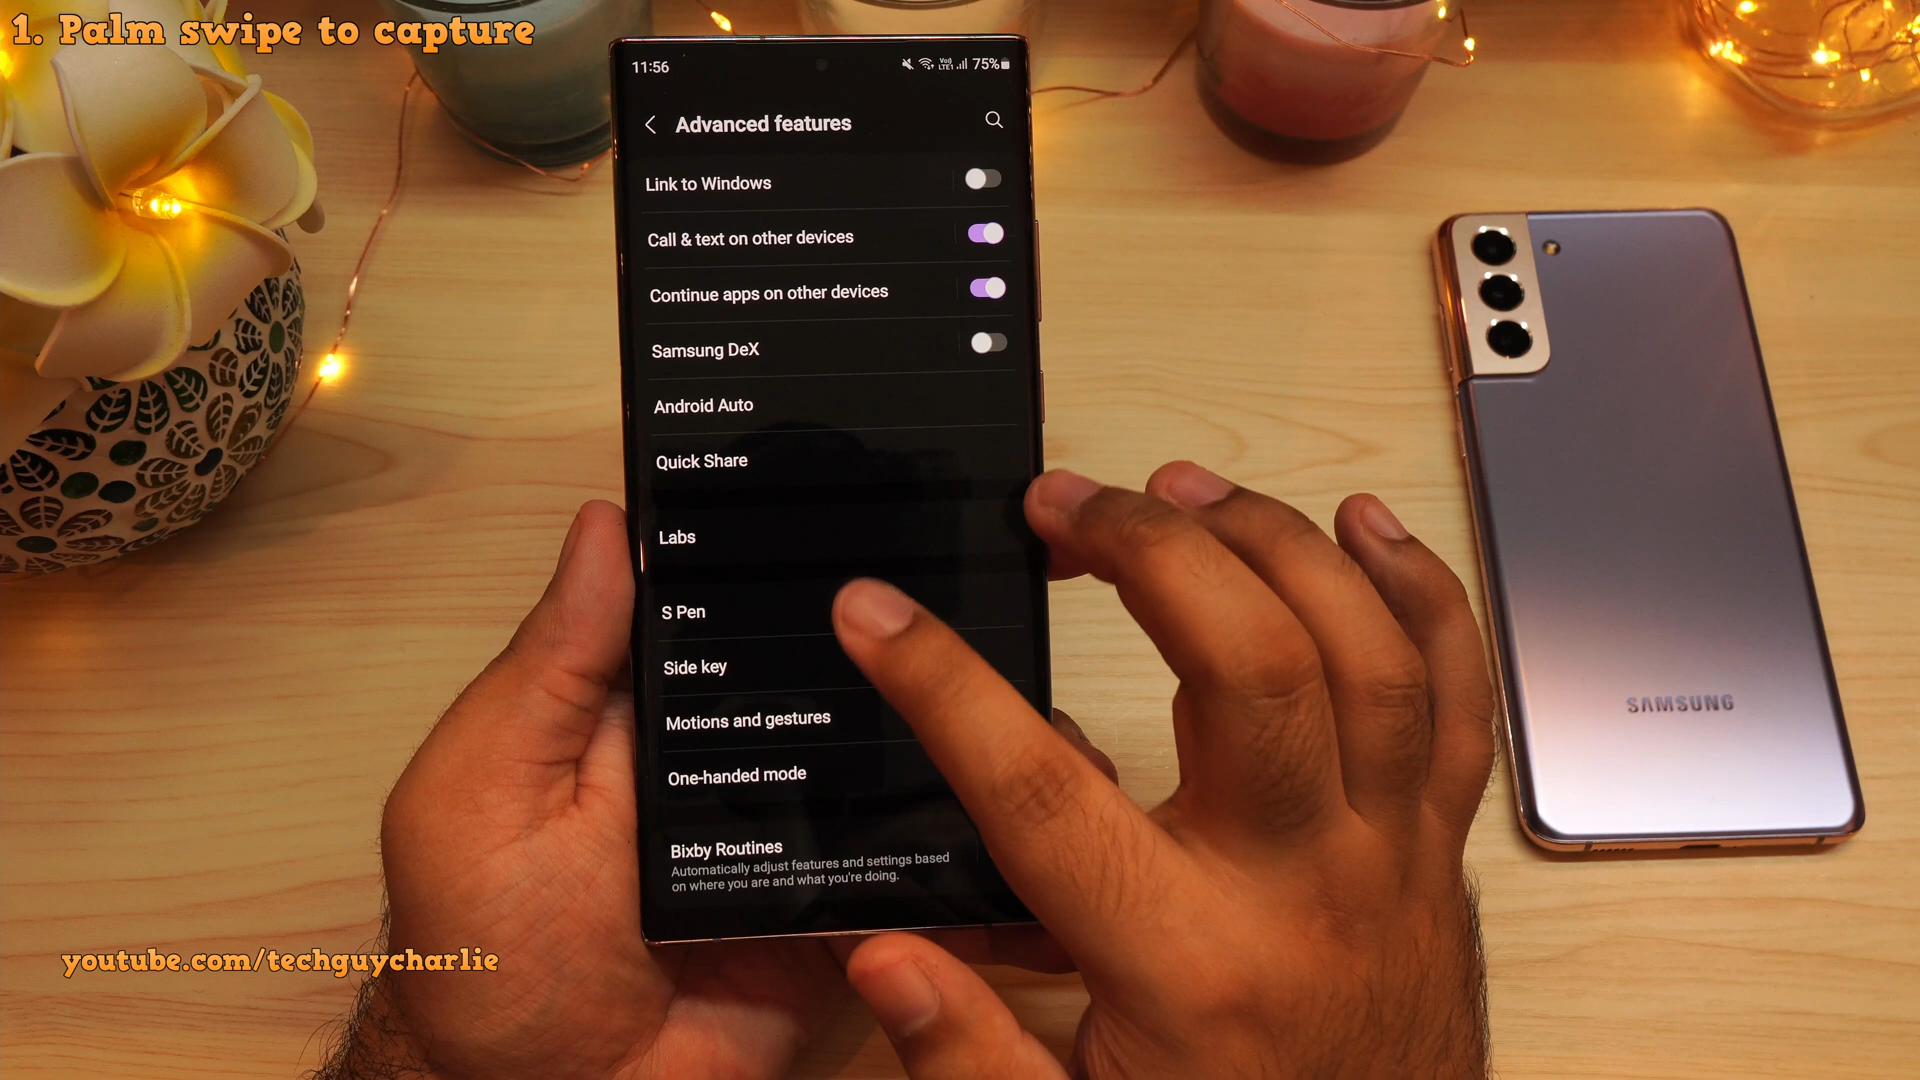 1. Palm swipe to capture
11:56
Vo)) LTE1 75%
Advanced features
Link to Windows
Call & text on other devices
Continue apps on other devices
Samsung DeX
Android Auto
Quick Share
Labs
S Pen
Side key
Motions and gestures
One-handed mode
Bixby Routines
Automatically adjust features and settings based
on where you are and what you're doing.
SAMSUNG
youtube.com/techguycharlie